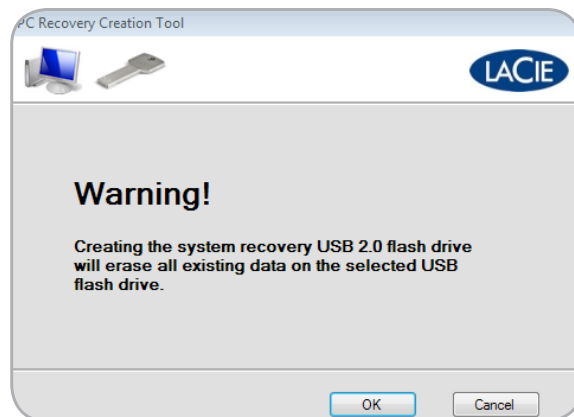 PC Recovery Creation Tool
LACIE
Warning!
Creating the system recovery USB 2.0 flash drive
will erase all existing data on the selected USB
flash drive.
OK
Cancel